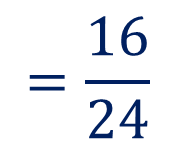 = 16/24